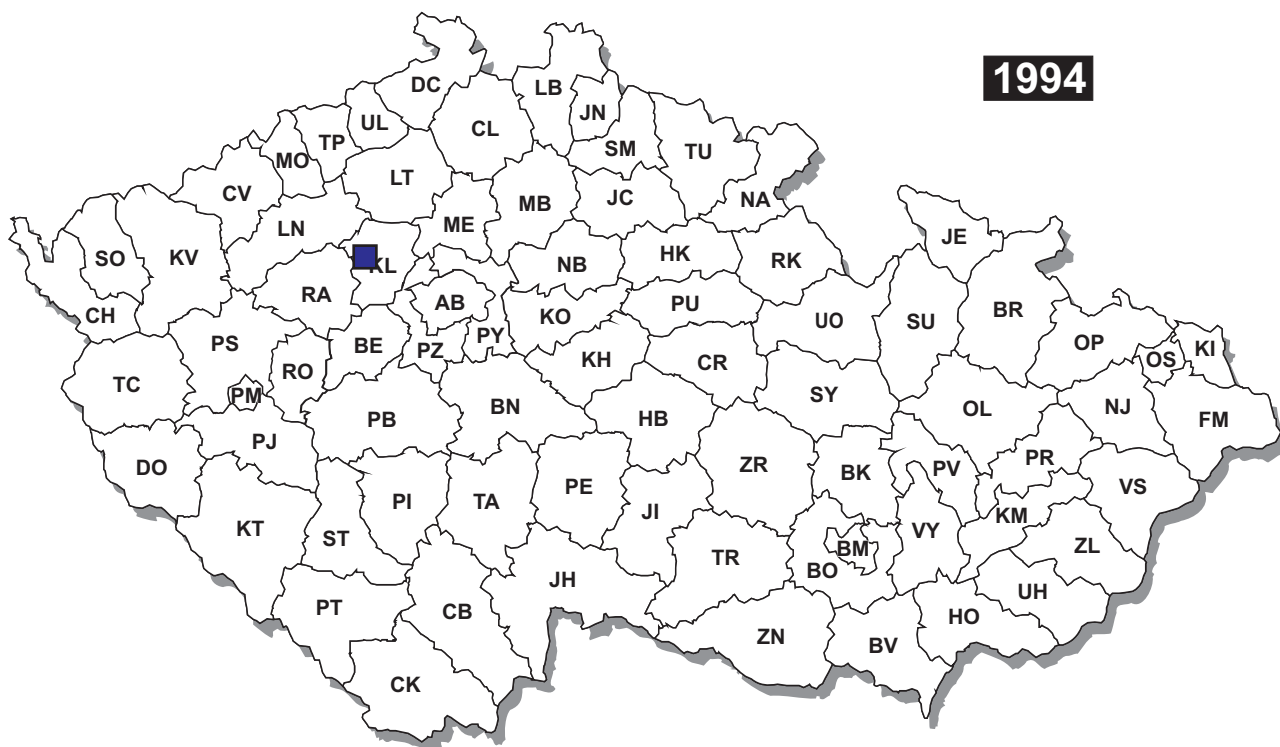 1994
DC
LB
JN
UL
CL
TP
SM
TU
MO
LT
CV
NA
MB
JC
ME
LN
JE
SO
KV
KL
NB
HK
RK
RA
AB
BR
CH
KO
PU
UO
SU
PY
PS
BE
PZ
OP
KI
OS
RO
KH
CR
TC
PM
SY
BN
OL
NJ
PB
HB
FM
PJ
DO
ZR
BK
PV
PR
VS
PE
KT
PI
TA
JI
KM
ST
VY
ZL
BM
TR
BO
JH
UH
PT
CB
HO
ZN
BV
CK